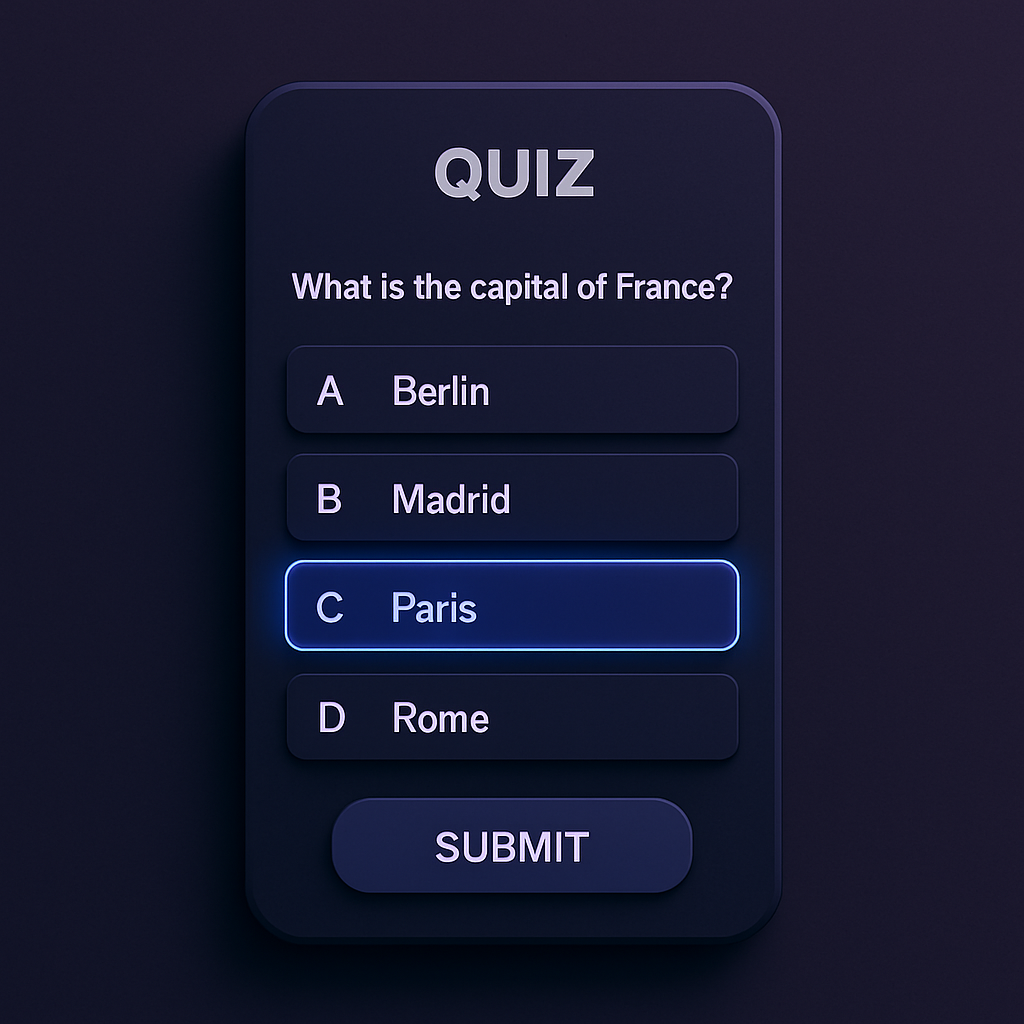 QUIZ
What is the capital of France?
A Berlin
B Madrid
C Paris
D Rome
SUBMIT